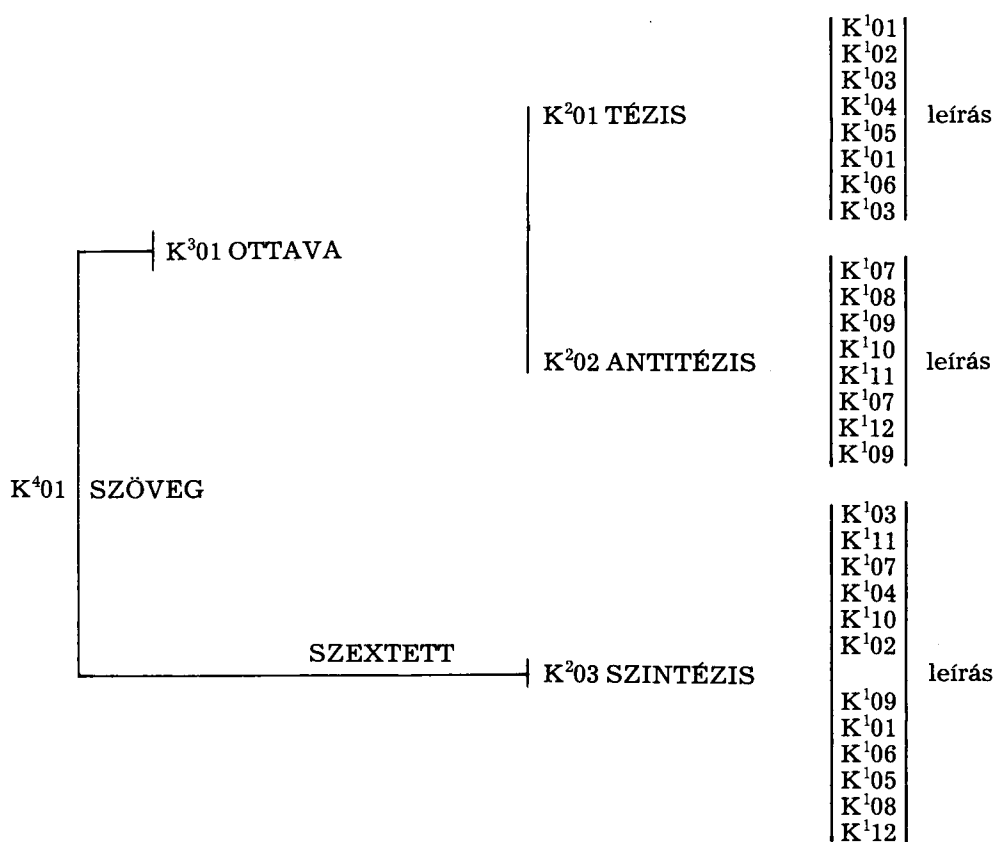 K¹01
K¹02
K¹03
K²01 TÉZIS K¹04 leírás
K¹05
K¹01
K¹06
K¹03
K³01 OTTAVA
K¹07
K¹08
K¹09
K²02 ANTITÉZIS K¹10 leírás
K¹11
K¹07
K¹12
K¹09
K⁴01 SZÖVEG
K¹03
K¹11
K¹07
K¹04
K¹10
K¹02
SZEXTETT
K²03 SZINTÉZIS leírás
K¹09
K¹01
K¹06
K¹05
K¹08
K¹12